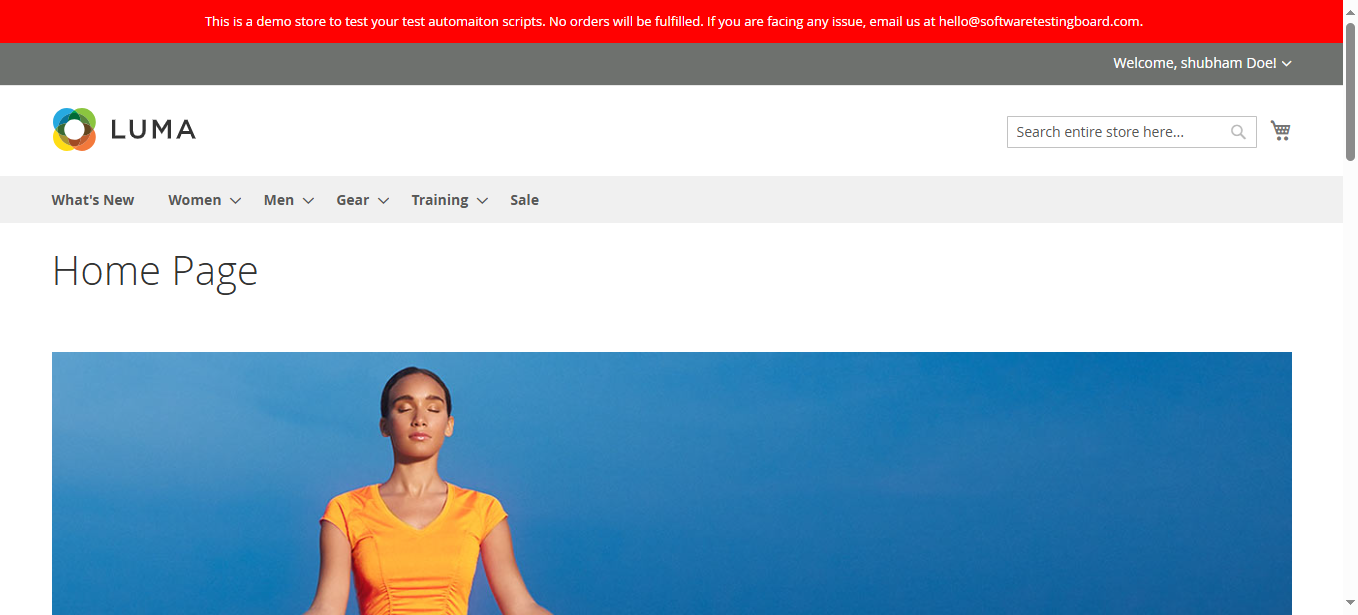 This is a demo store to test your test automaiton scripts. No orders will be fulfilled. If you are facing any issue, email us at hello@softwaretestingboard.com.
Welcome, shubham Doe!
LUMA
Search entire store here...
What's New Women Men Gear Training Sale
Home Page